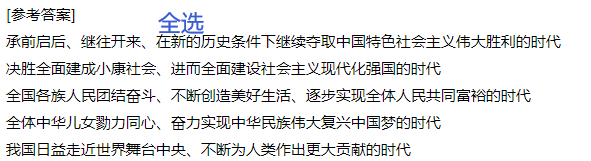 [参考答案]
全选
承前启后、继往开来、在新的历史条件下继续夺取中国特色社会主义伟大胜利的时代
决胜全面建成小康社会、进而全面建设社会主义现代化强国的时代
全国各族人民团结奋斗、不断创造美好生活、逐步实现全体人民共同富裕的时代
全体中华儿女勠力同心、奋力实现中华民族伟大复兴中国梦的时代
我国日益走近世界舞台中央、不断为人类作出更大贡献的时代